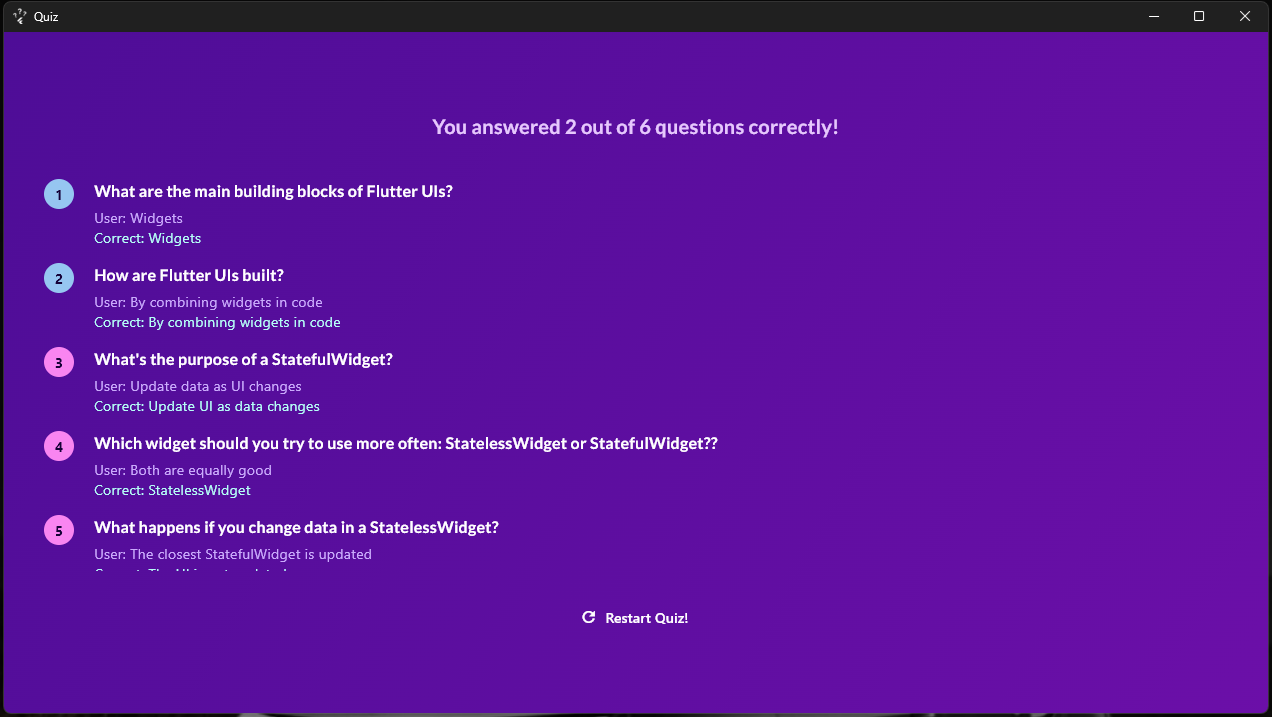 Quiz
You answered 2 out of 6 questions correctly!
1
What are the main building blocks of Flutter UIs?
User: Widgets
Correct: Widgets
2
How are Flutter UIs built?
User: By combining widgets in code
Correct: By combining widgets in code
3
What's the purpose of a StatefulWidget?
User: Update data as UI changes
Correct: Update UI as data changes
4
Which widget should you try to use more often: StatelessWidget or StatefulWidget??
User: Both are equally good
Correct: StatelessWidget
5
What happens if you change data in a StatelessWidget?
User: The closest StatefulWidget is updated
Restart Quiz!